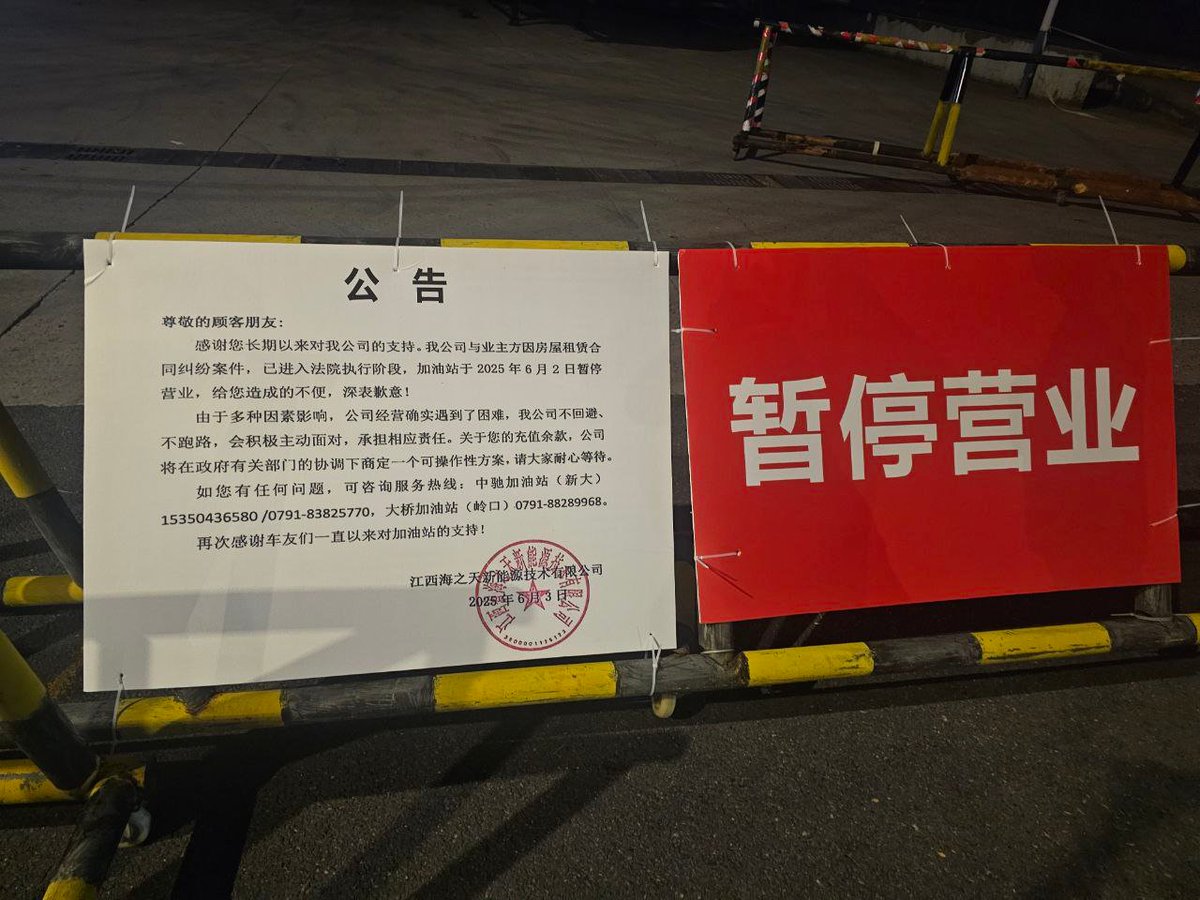 公 告
尊敬的顾客朋友：
感谢您长期以来对我公司的支持。我公司与业主方因房屋租赁合
同纠纷案件，已进入法院执行阶段，加油站于 2025 年 6 月 2 日暂停
营业，给您造成的不便，深表歉意！
由于多种因素影响，公司经营确实遇到了困难，我公司不回避、
不跑路，会积极主动面对，承担相应责任。关于您的充值余款，公司
将在政府有关部门的协调下商定一个可操作性方案，请大家耐心等待。
如您有任何问题，可咨询服务热线：中驰加油站（新大）
15350436580 /0791-83825770，大桥加油站（岭口）0791-88289968。
再次感谢车友们一直以来对加油站的支持！
江西海之天新能源技术有限公司
2025 年 6 月 3 日
暂停营业